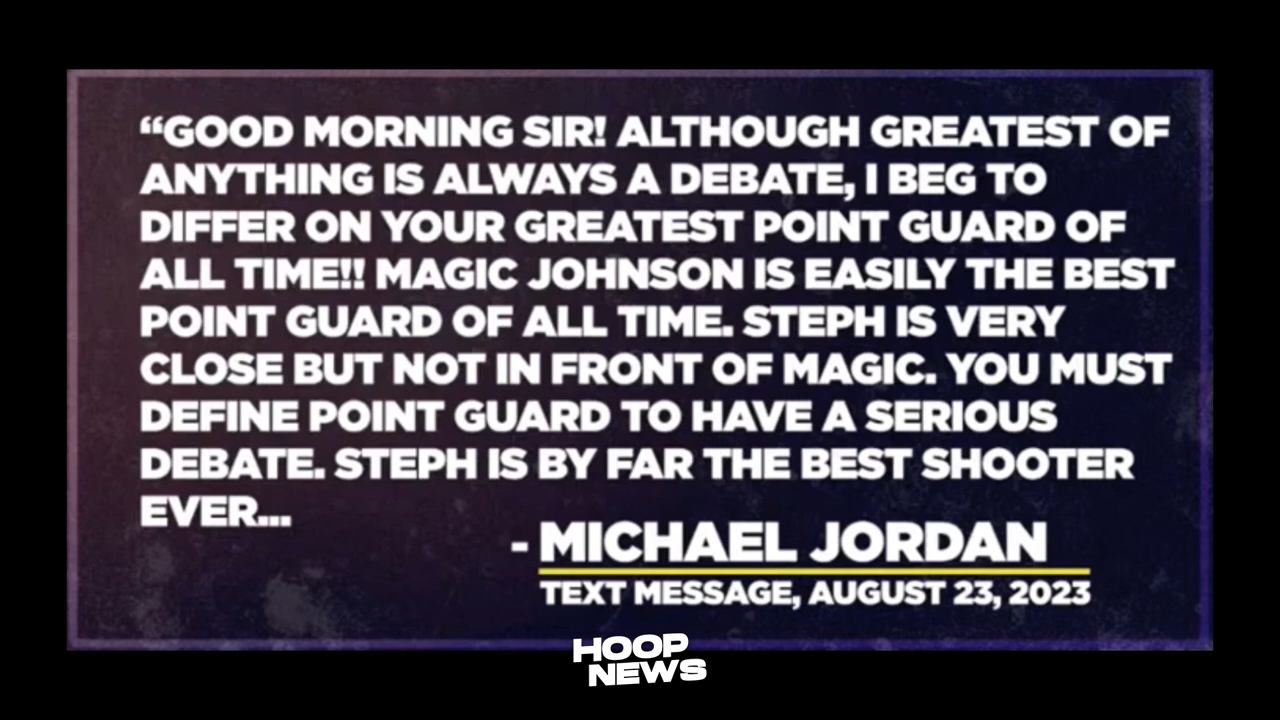 “GOOD MORNING SIR! ALTHOUGH GREATEST OF
ANYTHING IS ALWAYS A DEBATE, I BEG TO
DIFFER ON YOUR GREATEST POINT GUARD OF
ALL TIME!! MAGIC JOHNSON IS EASILY THE BEST
POINT GUARD OF ALL TIME. STEPH IS VERY
CLOSE BUT NOT IN FRONT OF MAGIC. YOU MUST
DEFINE POINT GUARD TO HAVE A SERIOUS
DEBATE. STEPH IS BY FAR THE BEST SHOOTER
EVER...
- MICHAEL JORDAN
TEXT MESSAGE, AUGUST 23, 2023
HOOP
NEWS